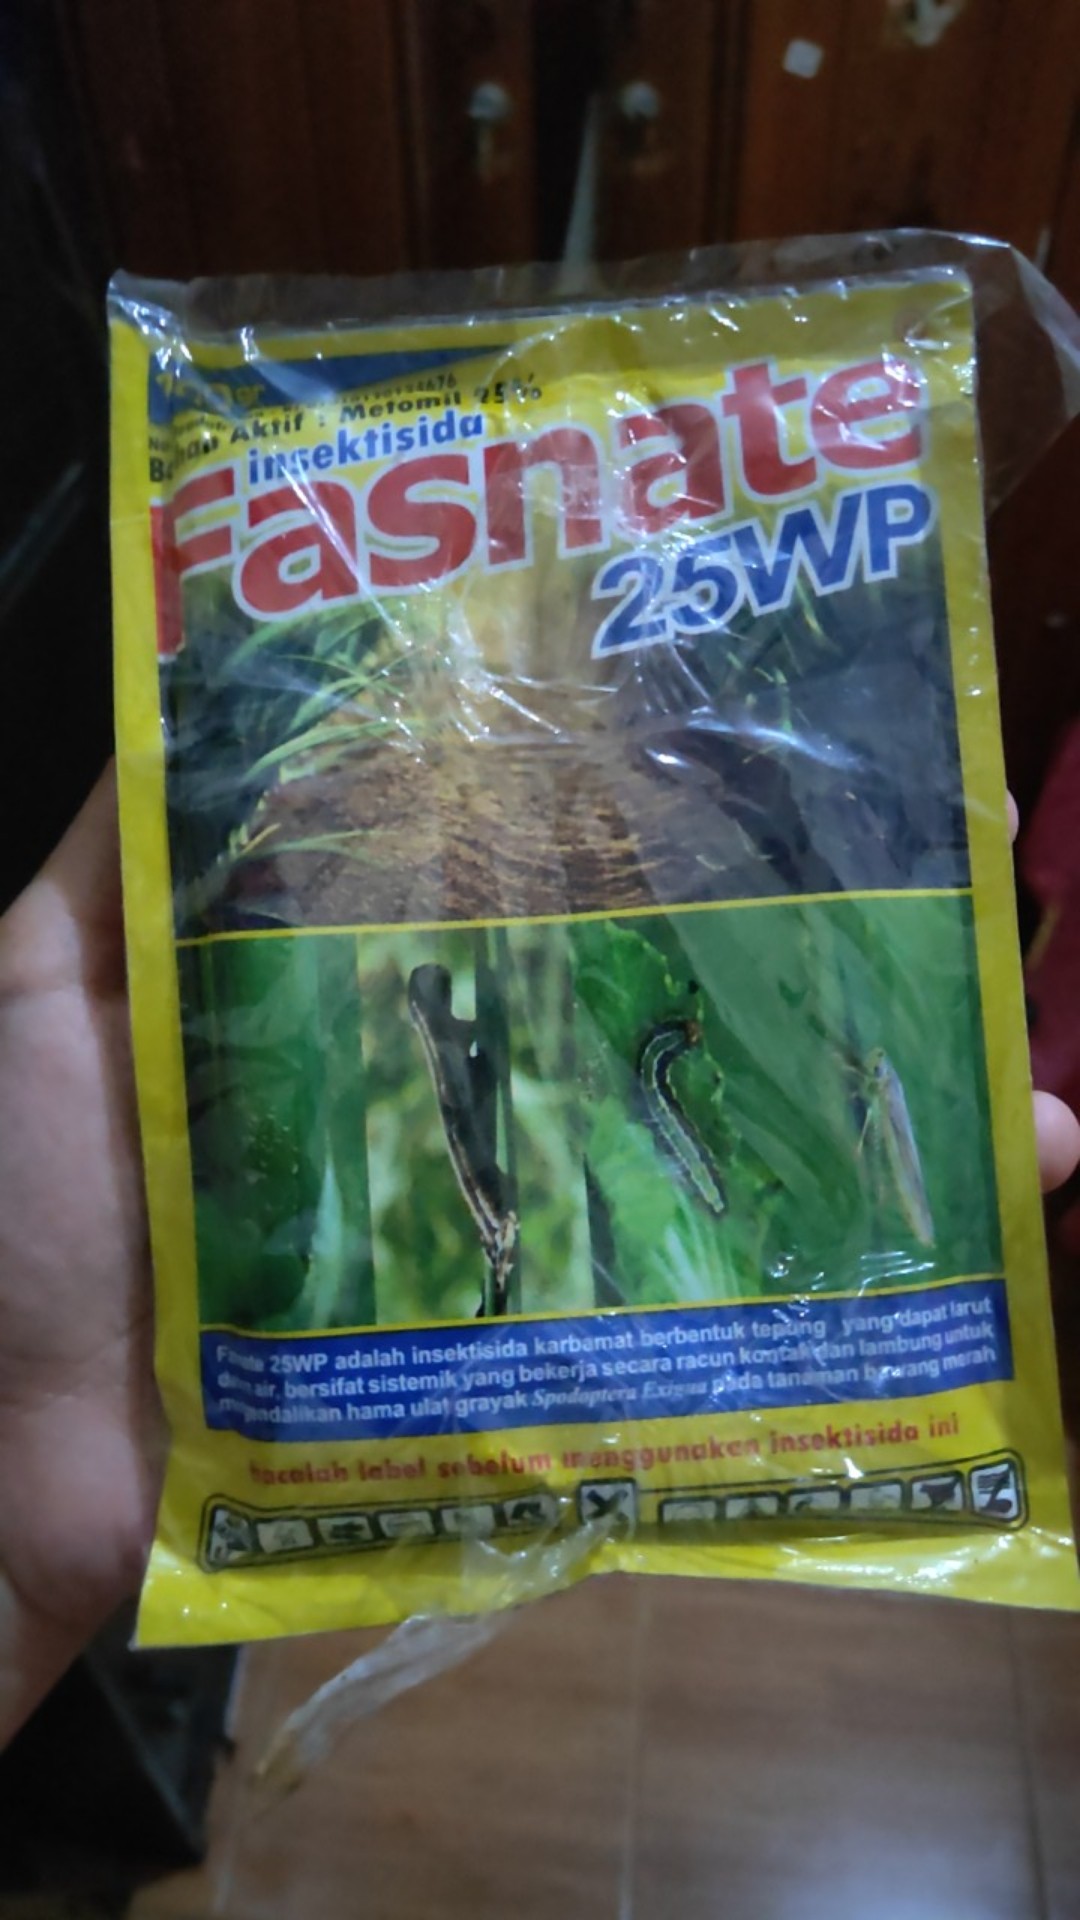 Bahan Aktif : Metomil 25%
insektisida
Fasnate
25WP
Fasnate 25WP adalah insektisida karbamat berbentuk tepung yang dapat larut
dalam air, bersifat sistemik yang bekerja secara racun kontak dan lambung untuk
mengendalikan hama ulat grayak Spodoptera Exigua pada tanaman bawang merah
bacalah label sebelum menggunakan insektisida ini